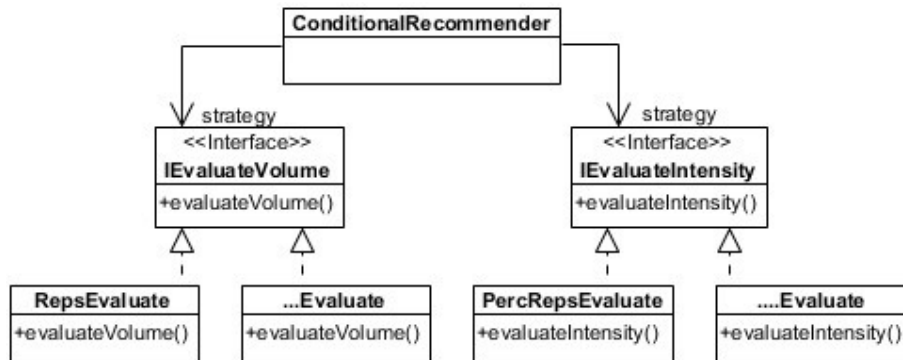 ConditionalRecommender
strategy
strategy
<<Interface>>
IEvaluateVolume
+evaluateVolume()
<<Interface>>
IEvaluateIntensity
+evaluateIntensity()
RepsEvaluate
+evaluateVolume()
...Evaluate
+evaluateVolume()
PercRepsEvaluate
+evaluateIntensity()
....Evaluate
+evaluateIntensity()